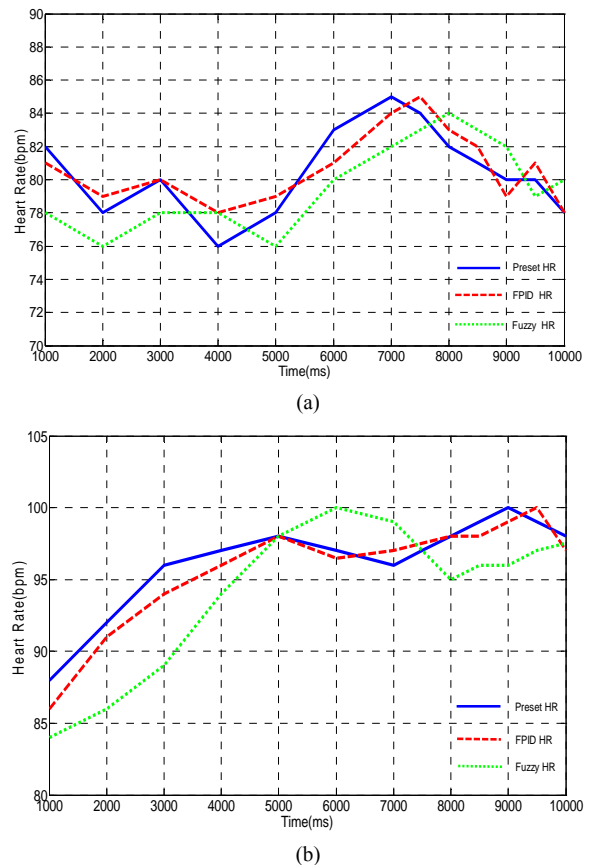 90
88
86
84
82
80
78
76
74
72
70
Heart Rate(bpm)
Preset HR
FPID HR
Fuzzy HR
1000 2000 3000 4000 5000 6000 7000 8000 9000 10000
Time(ms)
(a)
105
100
95
90
85
80
Heart Rate(bpm)
Preset HR
FPID HR
Fuzzy HR
1000 2000 3000 4000 5000 6000 7000 8000 9000 10000
Time(ms)
(b)